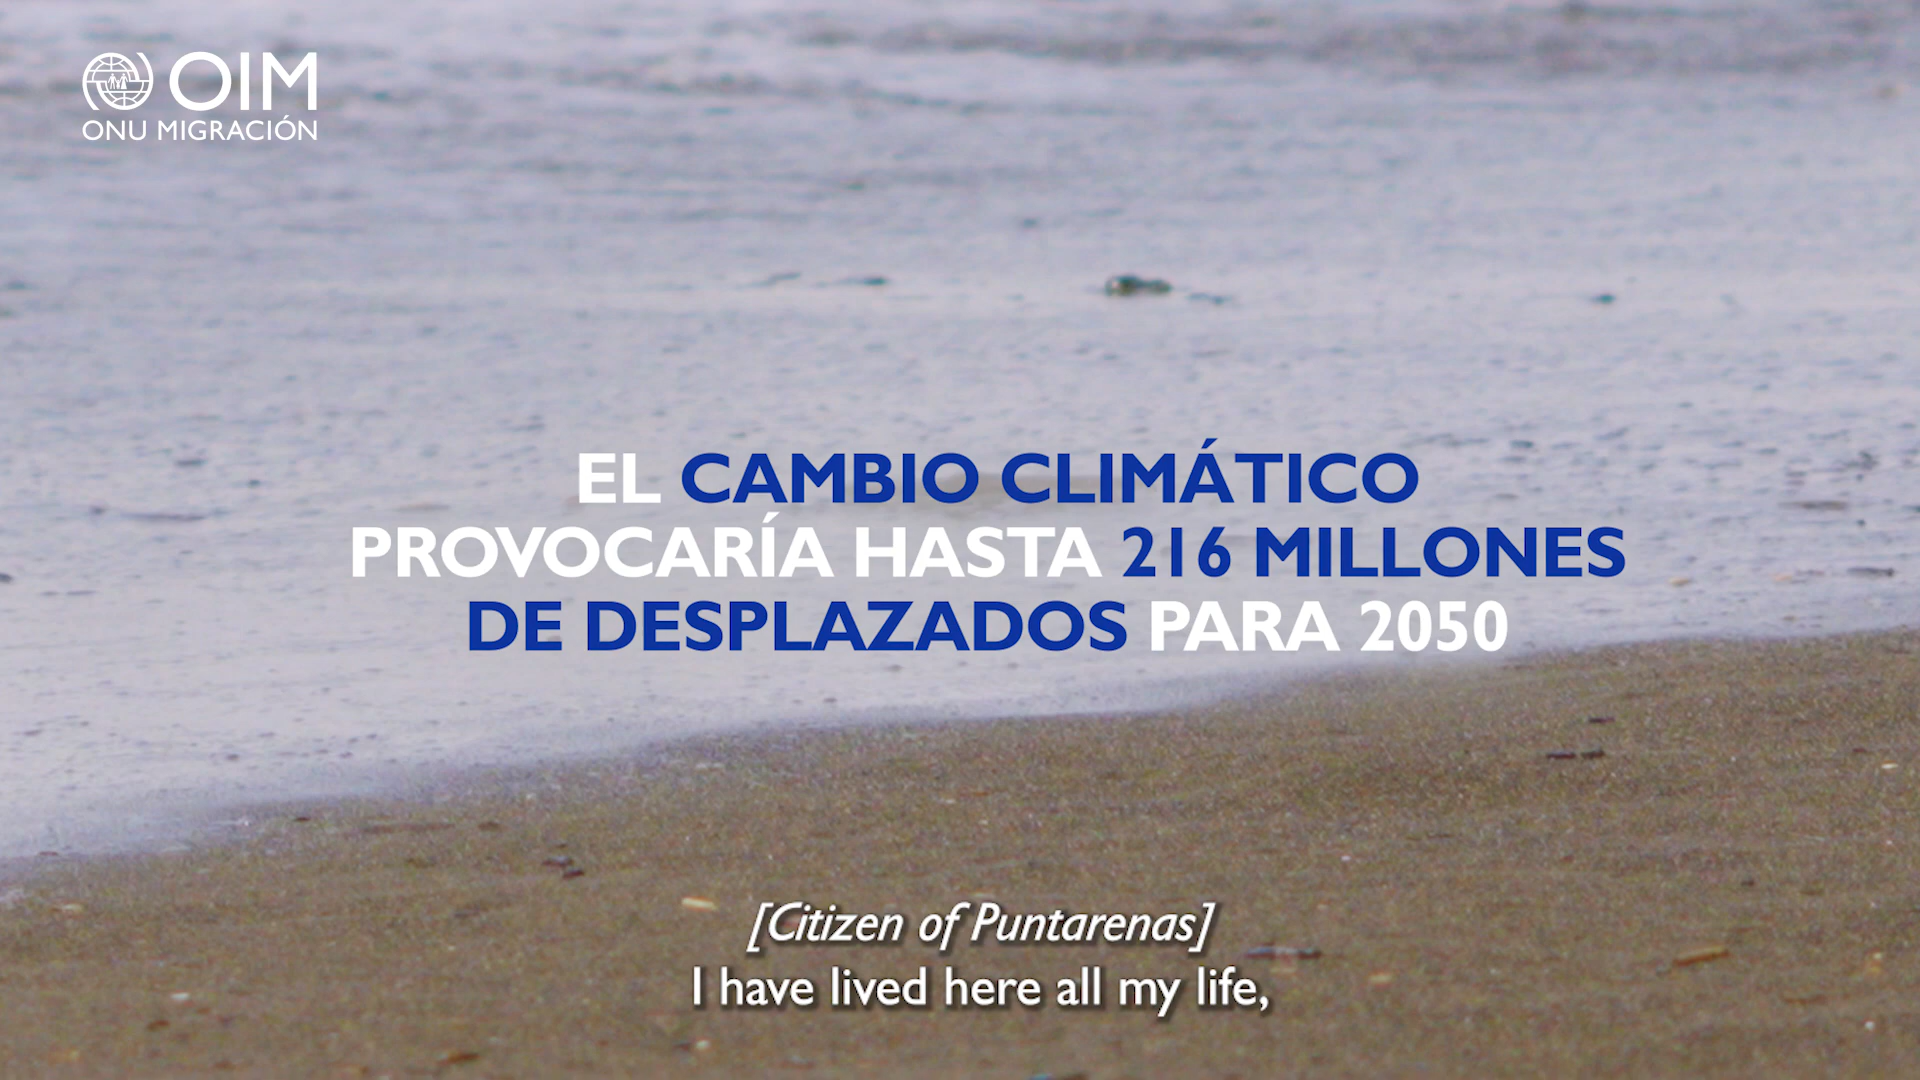 OIM
ONU MIGRACIÓN
EL CAMBIO CLIMÁTICO
PROVOCARÍA HASTA 216 MILLONES
DE DESPLAZADOS PARA 2050
[Citizen of Puntarenas]
I have lived here all my life,